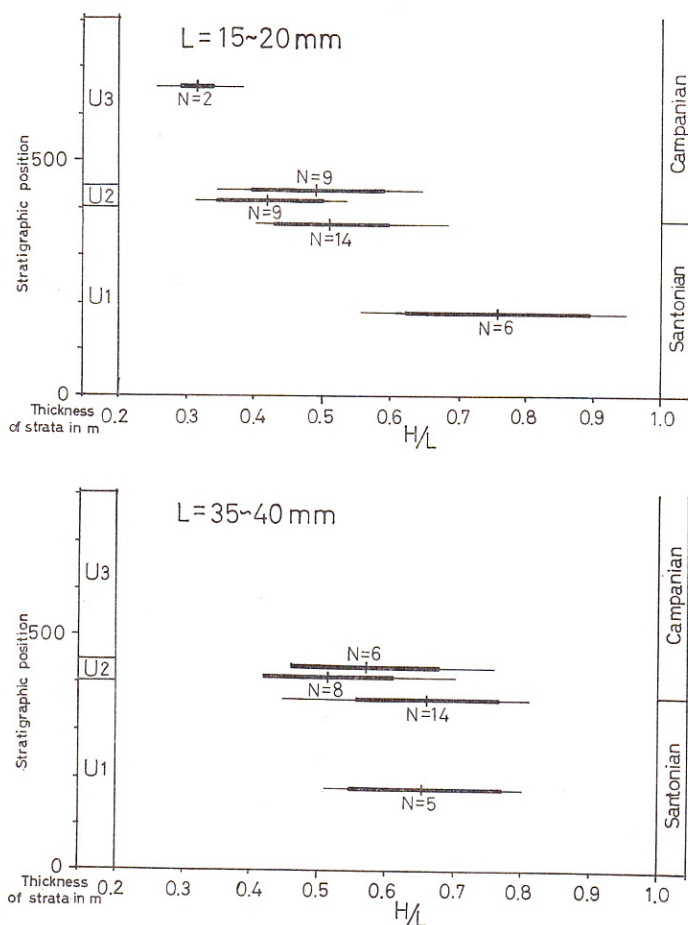 L=15~20 mm
U3
N=2
Campanian
Stratigraphic position
500
N=9
U2
N=9
N=14
U1
N=6
Santonian
0
Thickness
of strata in m
0.2 0.3 0.4 0.5 0.6 0.7 0.8 0.9 1.0
H/L
L=35~40 mm
U3
Campanian
Stratigraphic position
500
N=6
U2
N=8
N=14
U1
N=5
Santonian
0
Thickness
of strata in m
0.2 0.3 0.4 0.5 0.6 0.7 0.8 0.9 1.0
H/L